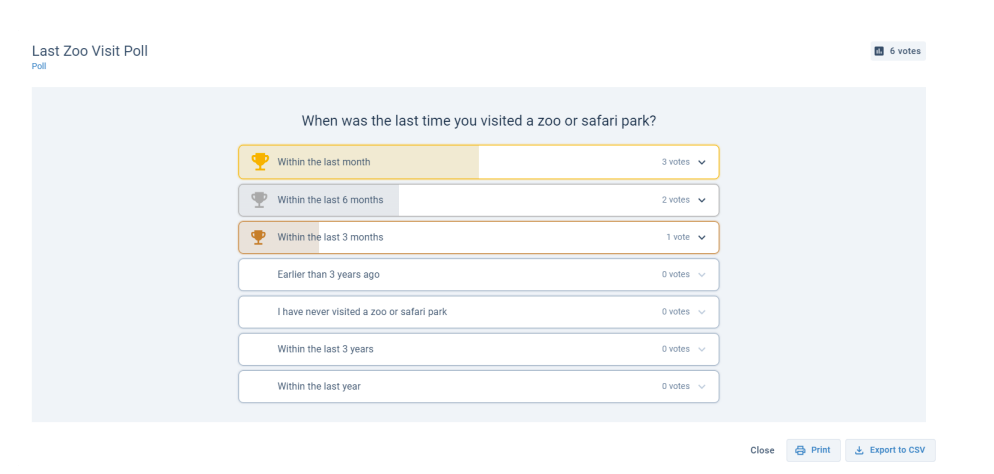 Last Zoo Visit Poll
6 votes
Poll
When was the last time you visited a zoo or safari park?
Within the last month 3 votes
Within the last 6 months 2 votes
Within the last 3 months 1 vote
Earlier than 3 years ago 0 votes
I have never visited a zoo or safari park 0 votes
Within the last 3 years 0 votes
Within the last year 0 votes
Close Print Export to CSV